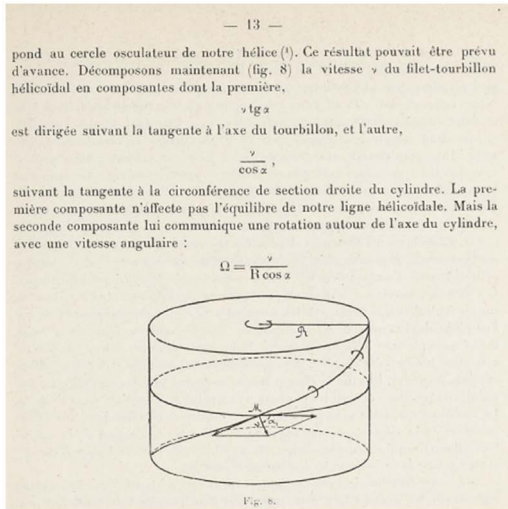 — 13 —
pond au cercle osculateur de notre hélice (¹). Ce résultat pouvait être prévu
d'avance. Décomposons maintenant (fig. 8) la vitesse ν du filet-tourbillon
hélicoïdal en composantes dont la première,
ν tg α
est dirigée suivant la tangente à l'axe du tourbillon, et l'autre,
ν / cos α ,
suivant la tangente à la circonférence de section droite du cylindre. La pre-
mière composante n'affecte pas l'équilibre de notre ligne hélicoïdale. Mais la
seconde composante lui communique une rotation autour de l'axe du cylindre,
avec une vitesse angulaire :
Ω = ν / R cos α
R
M
ν α
Fig. 8.